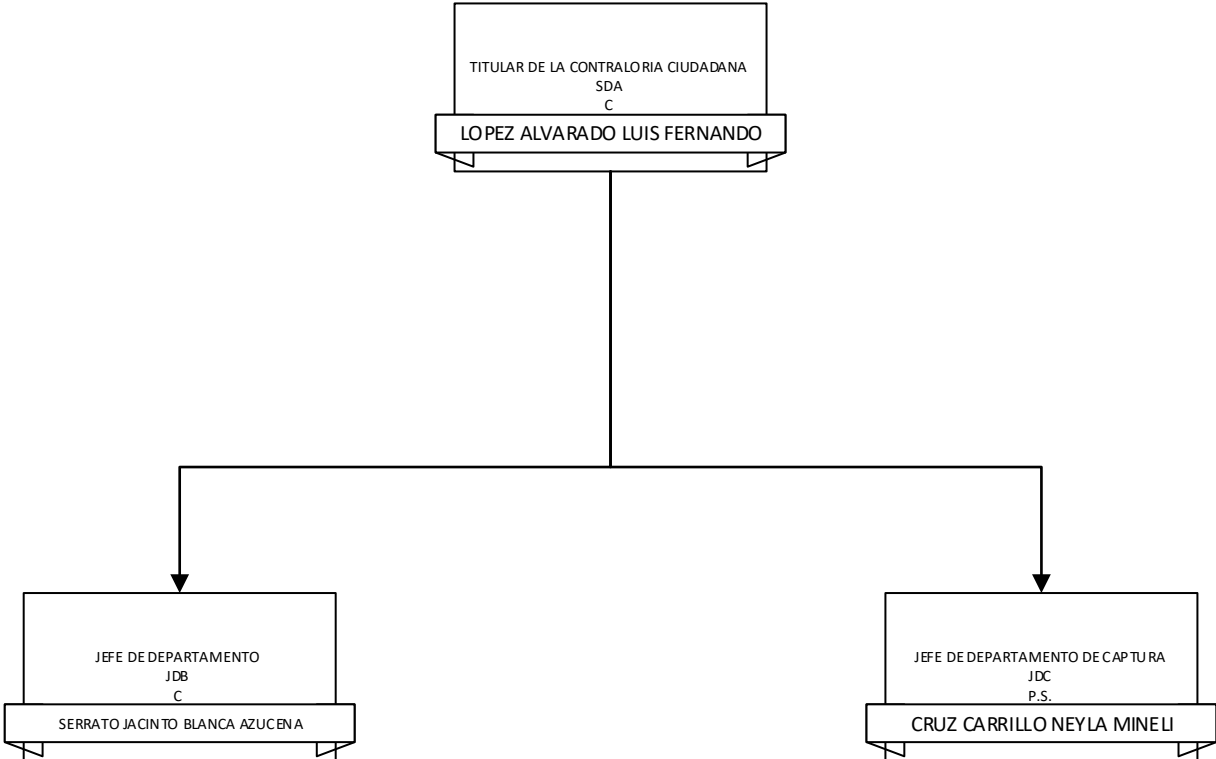 TITULAR DE LA CONTRALORIA CIUDADANA
SDA
C
LOPEZ ALVARADO LUIS FERNANDO
JEFE DE DEPARTAMENTO
JDB
C
SERRATO JACINTO BLANCA AZUCENA
JEFE DE DEPARTAMENTO DE CAPTURA
JDC
P.S.
CRUZ CARRILLO NEYLA MINELI